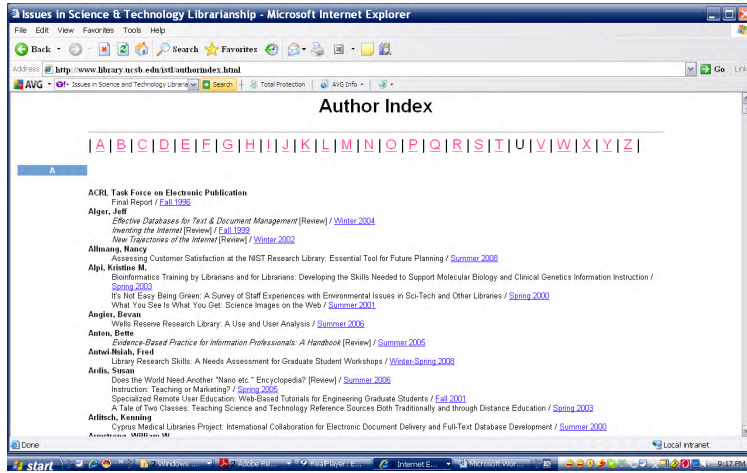 Issues in Science & Technology Librarianship - Microsoft Internet Explorer
File Edit View Favorites Tools Help
Back Search Favorites
Address http://www.library.ucsb.edu/istl/authorindex.html Go
AVG Issues in Science and Technology Libraria Search Total Protection AVG Info
Author Index
| A | B | C | D | E | F | G | H | I | J | K | L | M | N | O | P | Q | R | S | T | U | V | W | X | Y | Z |
A
ACRL Task Force on Electronic Publication
Final Report / Fall 1996
Alger, Jeff
Effective Databases for Text & Document Management [Review] / Winter 2004
Inventing the Internet [Review] / Fall 1999
New Trajectories of the Internet [Review] / Winter 2002
Allmang, Nancy
Assessing Customer Satisfaction at the NIST Research Library: Essential Tool for Future Planning / Summer 2008
Alpi, Kristine M.
Bioinformatics Training by Librarians and for Librarians: Developing the Skills Needed to Support Molecular Biology and Clinical Genetics Information Instruction /
Spring 2003
It's Not Easy Being Green: A Survey of Staff Experiences with Environmental Issues in Sci-Tech and Other Libraries / Spring 2000
What You See Is What You Get: Science Images on the Web / Summer 2001
Angier, Bevan
Wells Reserve Research Library: A Use and User Analysis / Summer 2006
Anton, Bette
Evidence-Based Practice for Information Professionals: A Handbook [Review] / Summer 2005
Antwi-Nsiah, Fred
Library Research Skills: A Needs Assessment for Graduate Student Workshops / Winter-Spring 2008
Ardis, Susan
Does the World Need Another "Nano etc." Encyclopedia? [Review] / Summer 2006
Instruction: Teaching or Marketing? / Spring 2005
Specialized Remote User Education: Web-Based Tutorials for Engineering Graduate Students / Fall 2001
A Tale of Two Classes: Teaching Science and Technology Reference Sources Both Traditionally and through Distance Education / Spring 2003
Arlitsch, Kenning
Cyprus Medical Libraries Project: International Collaboration for Electronic Document Delivery and Full-Text Database Development / Summer 2000
Armstrong, William W.
Done Local intranet
start Windows ... Adobe Re... RealPlayer: E... Internet E... Microsoft Wor... 9:17 PM